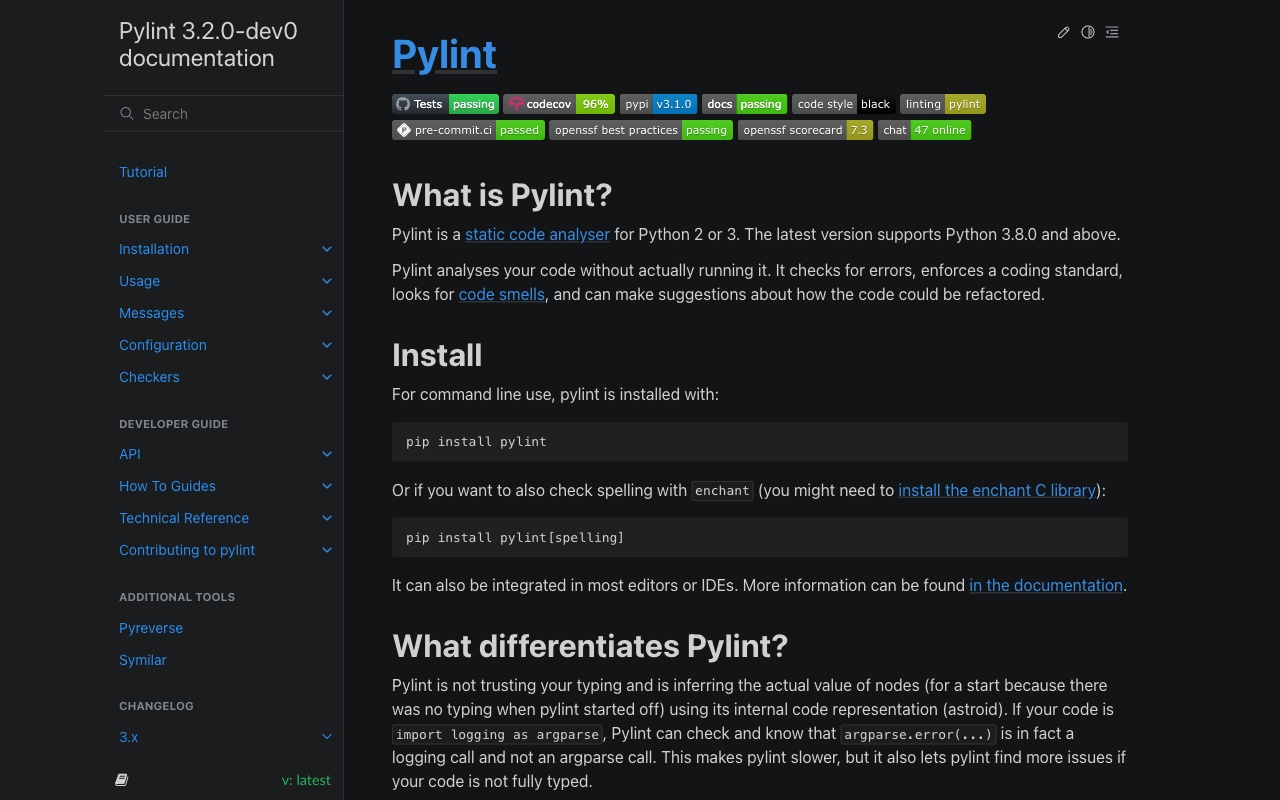 Pylint 3.2.0-dev0
documentation
Search
Tutorial
USER GUIDE
Installation
Usage
Messages
Configuration
Checkers
DEVELOPER GUIDE
API
How To Guides
Technical Reference
Contributing to pylint
ADDITIONAL TOOLS
Pyreverse
Symilar
CHANGELOG
3.x
v: latest
Pylint
Tests passing codecov 96% pypi v3.1.0 docs passing code style black linting pylint
pre-commit.ci passed openssf best practices passing openssf scorecard 7.3 chat 47 online
What is Pylint?
Pylint is a static code analyser for Python 2 or 3. The latest version supports Python 3.8.0 and above.
Pylint analyses your code without actually running it. It checks for errors, enforces a coding standard,
looks for code smells, and can make suggestions about how the code could be refactored.
Install
For command line use, pylint is installed with:
pip install pylint
Or if you want to also check spelling with enchant (you might need to install the enchant C library):
pip install pylint[spelling]
It can also be integrated in most editors or IDEs. More information can be found in the documentation.
What differentiates Pylint?
Pylint is not trusting your typing and is inferring the actual value of nodes (for a start because there
was no typing when pylint started off) using its internal code representation (astroid). If your code is
import logging as argparse, Pylint can check and know that argparse.error(...) is in fact a
logging call and not an argparse call. This makes pylint slower, but it also lets pylint find more issues if
your code is not fully typed.